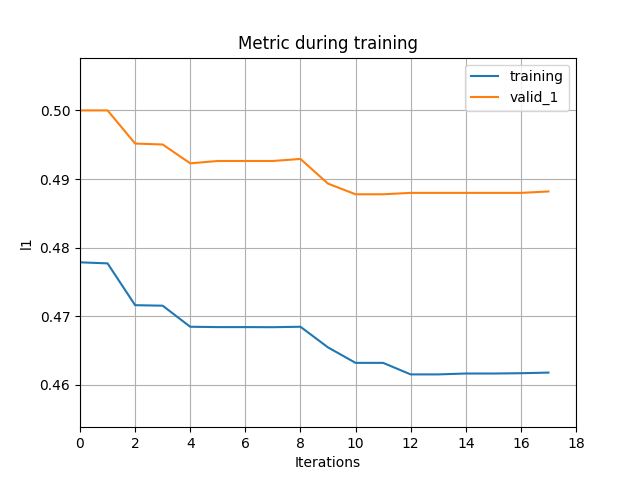 Metric during training
training
valid_1
0.50
0.49
0.48
0.47
0.46
l1
0 2 4 6 8 10 12 14 16 18
Iterations